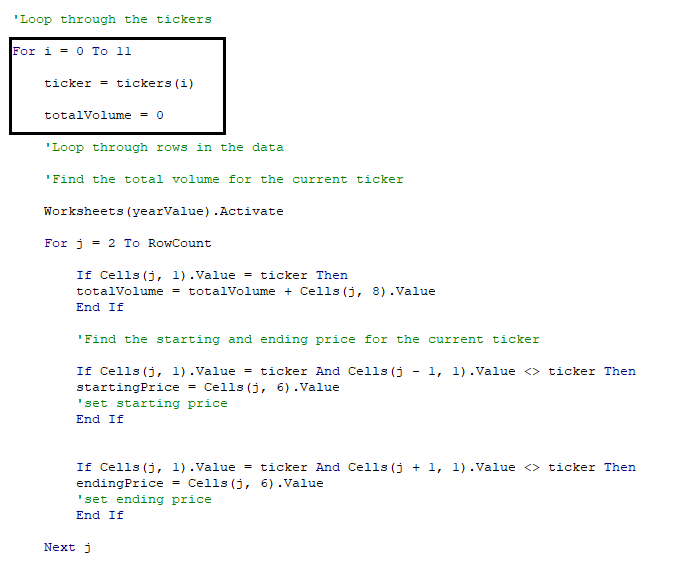 'Loop through the tickers
For i = 0 To 11
ticker = tickers(i)
totalVolume = 0
'Loop through rows in the data
'Find the total volume for the current ticker
Worksheets(yearValue).Activate
For j = 2 To RowCount
If Cells(j, 1).Value = ticker Then
totalVolume = totalVolume + Cells(j, 8).Value
End If
'Find the starting and ending price for the current ticker
If Cells(j, 1).Value = ticker And Cells(j - 1, 1).Value <> ticker Then
startingPrice = Cells(j, 6).Value
'set starting price
End If
If Cells(j, 1).Value = ticker And Cells(j + 1, 1).Value <> ticker Then
endingPrice = Cells(j, 6).Value
'set ending price
End If
Next j